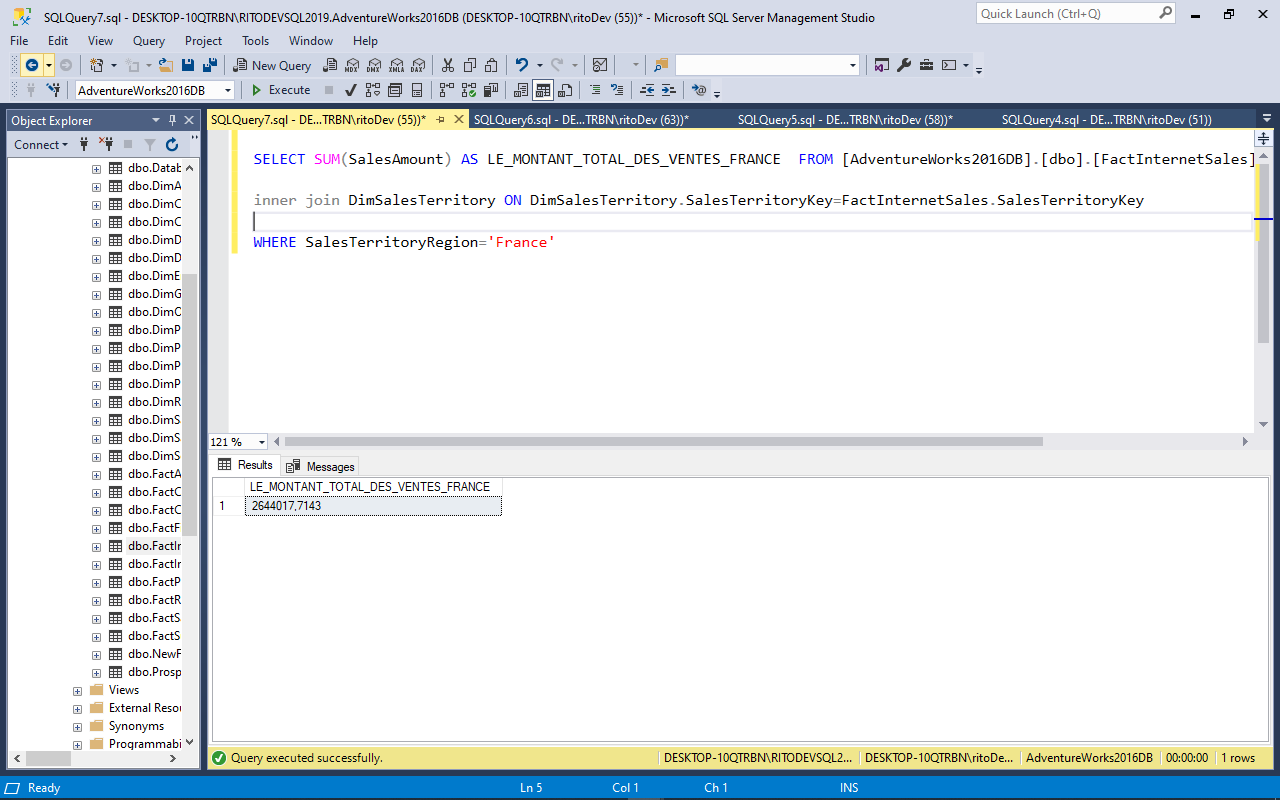 SQLQuery7.sql - DESKTOP-10QTRBN\RITODEVSQL2019.AdventureWorks2016DB (DESKTOP-10QTRBN\ritoDev (55))* - Microsoft SQL Server Management Studio
Quick Launch (Ctrl+Q)
File Edit View Query Project Tools Window Help
New Query MDX DMX XMLA DAX
AdventureWorks2016DB Execute
Object Explorer
Connect
dbo.Datab
dbo.DimA
dbo.DimC
dbo.DimC
dbo.DimD
dbo.DimD
dbo.DimE
dbo.DimG
dbo.DimO
dbo.DimP
dbo.DimP
dbo.DimP
dbo.DimP
dbo.DimR
dbo.DimS
dbo.DimS
dbo.DimS
dbo.FactA
dbo.FactC
dbo.FactC
dbo.FactF
dbo.FactIn
dbo.FactIn
dbo.FactP
dbo.FactR
dbo.FactS
dbo.FactS
dbo.NewF
dbo.Prosp
Views
External Resou
Synonyms
Programmabi
SQLQuery7.sql - DE...TRBN\ritoDev (55))* SQLQuery6.sql - DE...TRBN\ritoDev (63))* SQLQuery5.sql - DE...TRBN\ritoDev (58))* SQLQuery4.sql - DE...TRBN\ritoDev (51))
SELECT SUM(SalesAmount) AS LE_MONTANT_TOTAL_DES_VENTES_FRANCE FROM [AdventureWorks2016DB].[dbo].[FactInternetSales]
inner join DimSalesTerritory ON DimSalesTerritory.SalesTerritoryKey=FactInternetSales.SalesTerritoryKey
WHERE SalesTerritoryRegion='France'
121 %
Results Messages
LE_MONTANT_TOTAL_DES_VENTES_FRANCE
1 2644017,7143
Query executed successfully. DESKTOP-10QTRBN\RITODEVSQL2... DESKTOP-10QTRBN\ritoDe... AdventureWorks2016DB 00:00:00 1 rows
Ready Ln 5 Col 1 Ch 1 INS